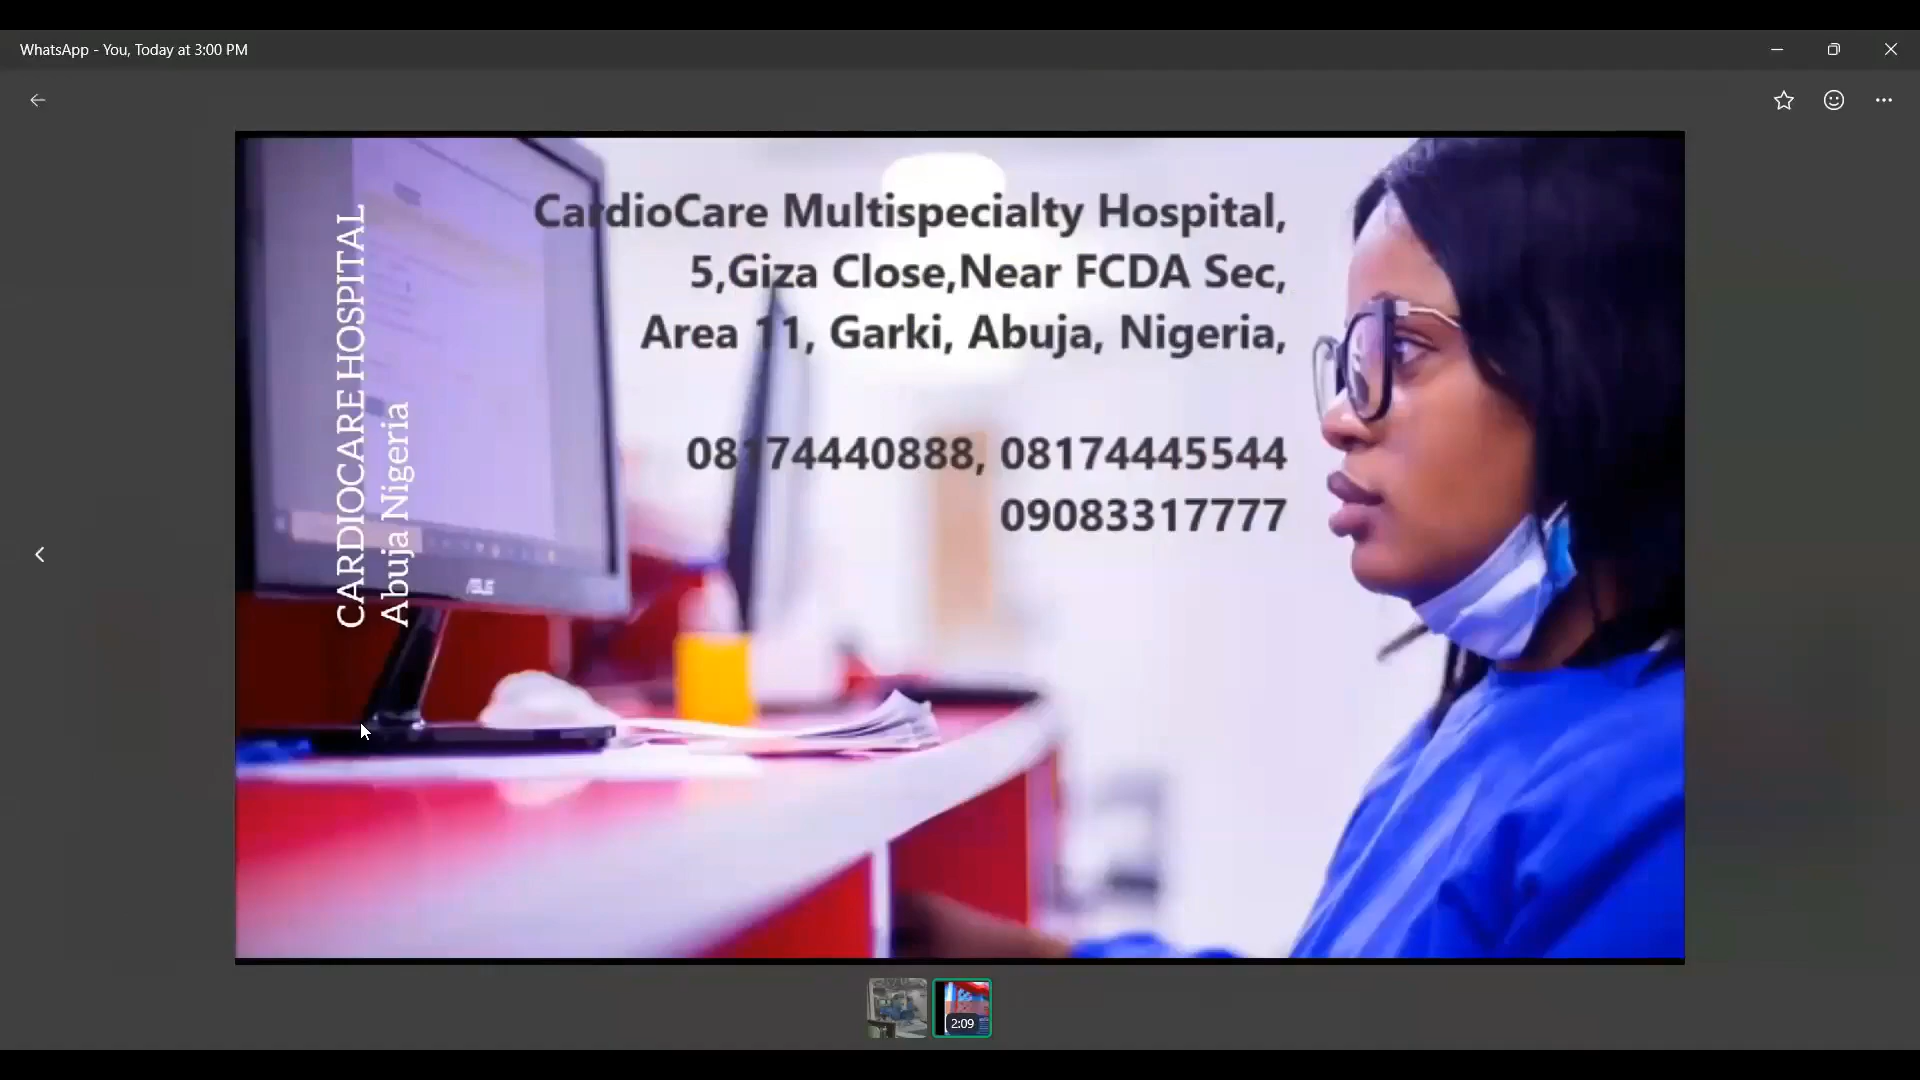 WhatsApp - You, Today at 3:00 PM
CardioCare Multispecialty Hospital,
5,Giza Close,Near FCDA Sec,
Area 11, Garki, Abuja, Nigeria,
08174440888, 08174445544
09083317777
CARDIOCARE HOSPITAL
Abuja Nigeria
ASUS
2:09